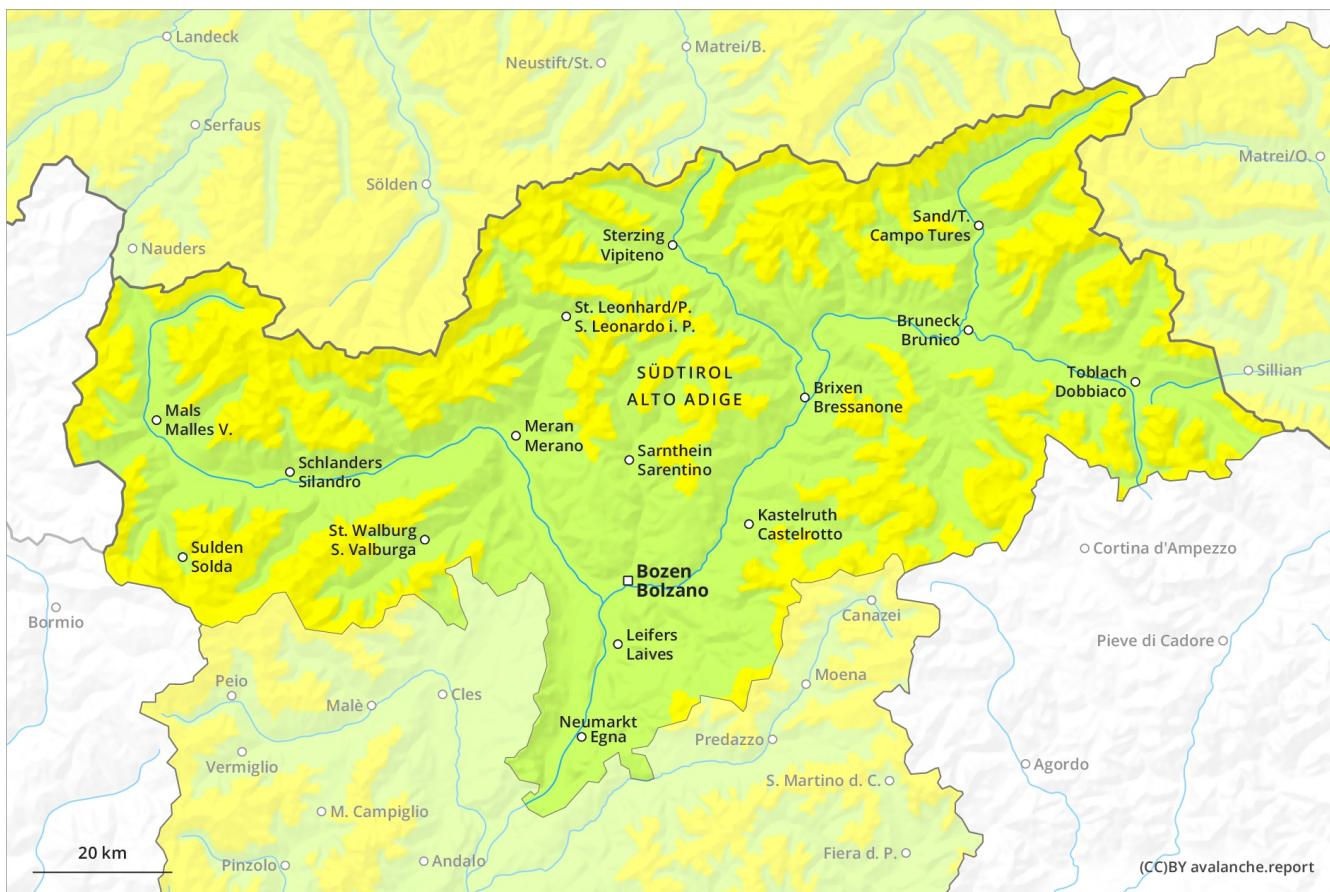 Landeck
Matrei/B.
Neustift/St.
Serfaus
Matrei/O.
Sölden
Sand/T.
Campo Tures
Sterzing
Vipiteno
Nauders
St. Leonhard/P.
S. Leonardo i. P.
Bruneck
Brunico
SÜDTIROL
ALTO ADIGE
Toblach
Dobbiaco
Sillian
Brixen
Bressanone
Mals
Malles V.
Meran
Merano
Sarnthein
Sarentino
Schlanders
Silandro
Kastelruth
Castelrotto
St. Walburg
S. Valburga
Sulden
Solda
Cortina d'Ampezzo
Bozen
Bolzano
Bormio
Canazei
Leifers
Laives
Pieve di Cadore
Peio
Moena
Malè
Cles
Neumarkt
Egna
Predazzo
Vermiglio
Agordo
S. Martino d. C.
M. Campiglio
20 km
Pinzolo
Andalo
Fiera d. P.
(CC)BY avalanche.report